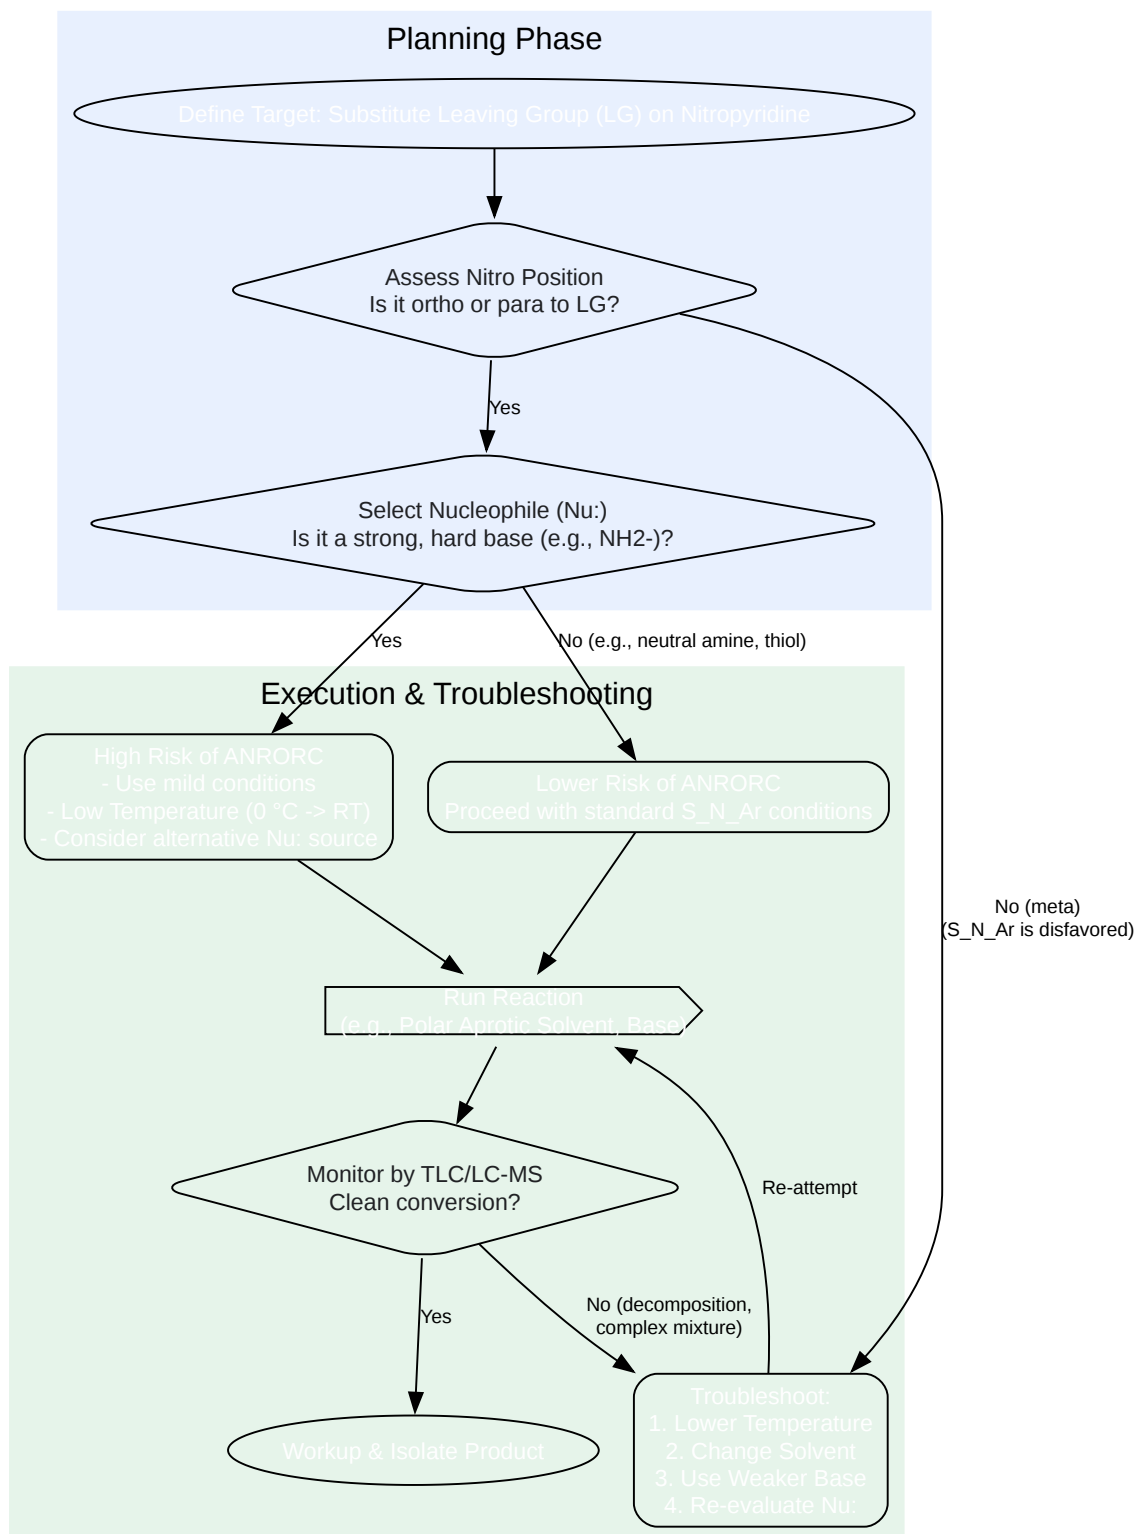 Planning Phase
Define Target: Substitute Leaving Group (LG) on Nitropyridine
Assess Nitro Position
Is it ortho or para to LG?
Yes
Select Nucleophile (Nu:)
Is it a strong, hard base (e.g., NH2-)?
Yes
No (e.g., neutral amine, thiol)
Execution & Troubleshooting
High Risk of ANRORC
- Use mild conditions
- Low Temperature (0 °C -> RT)
- Consider alternative Nu: source
Lower Risk of ANRORC
Proceed with standard S_N_Ar conditions
No (meta)
(S_N_Ar is disfavored)
Run Reaction
(e.g., Polar Aprotic Solvent, Base)
Monitor by TLC/LC-MS
Clean conversion?
Re-attempt
Yes
No (decomposition,
complex mixture)
Workup & Isolate Product
Troubleshoot:
1. Lower Temperature
2. Change Solvent
3. Use Weaker Base
4. Re-evaluate Nu: